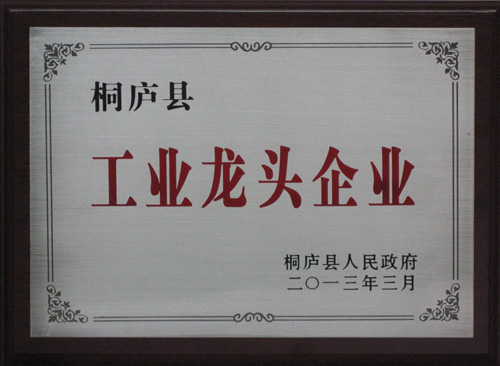 桐庐县
工业龙头企业
桐庐县人民政府
二〇一三年三月